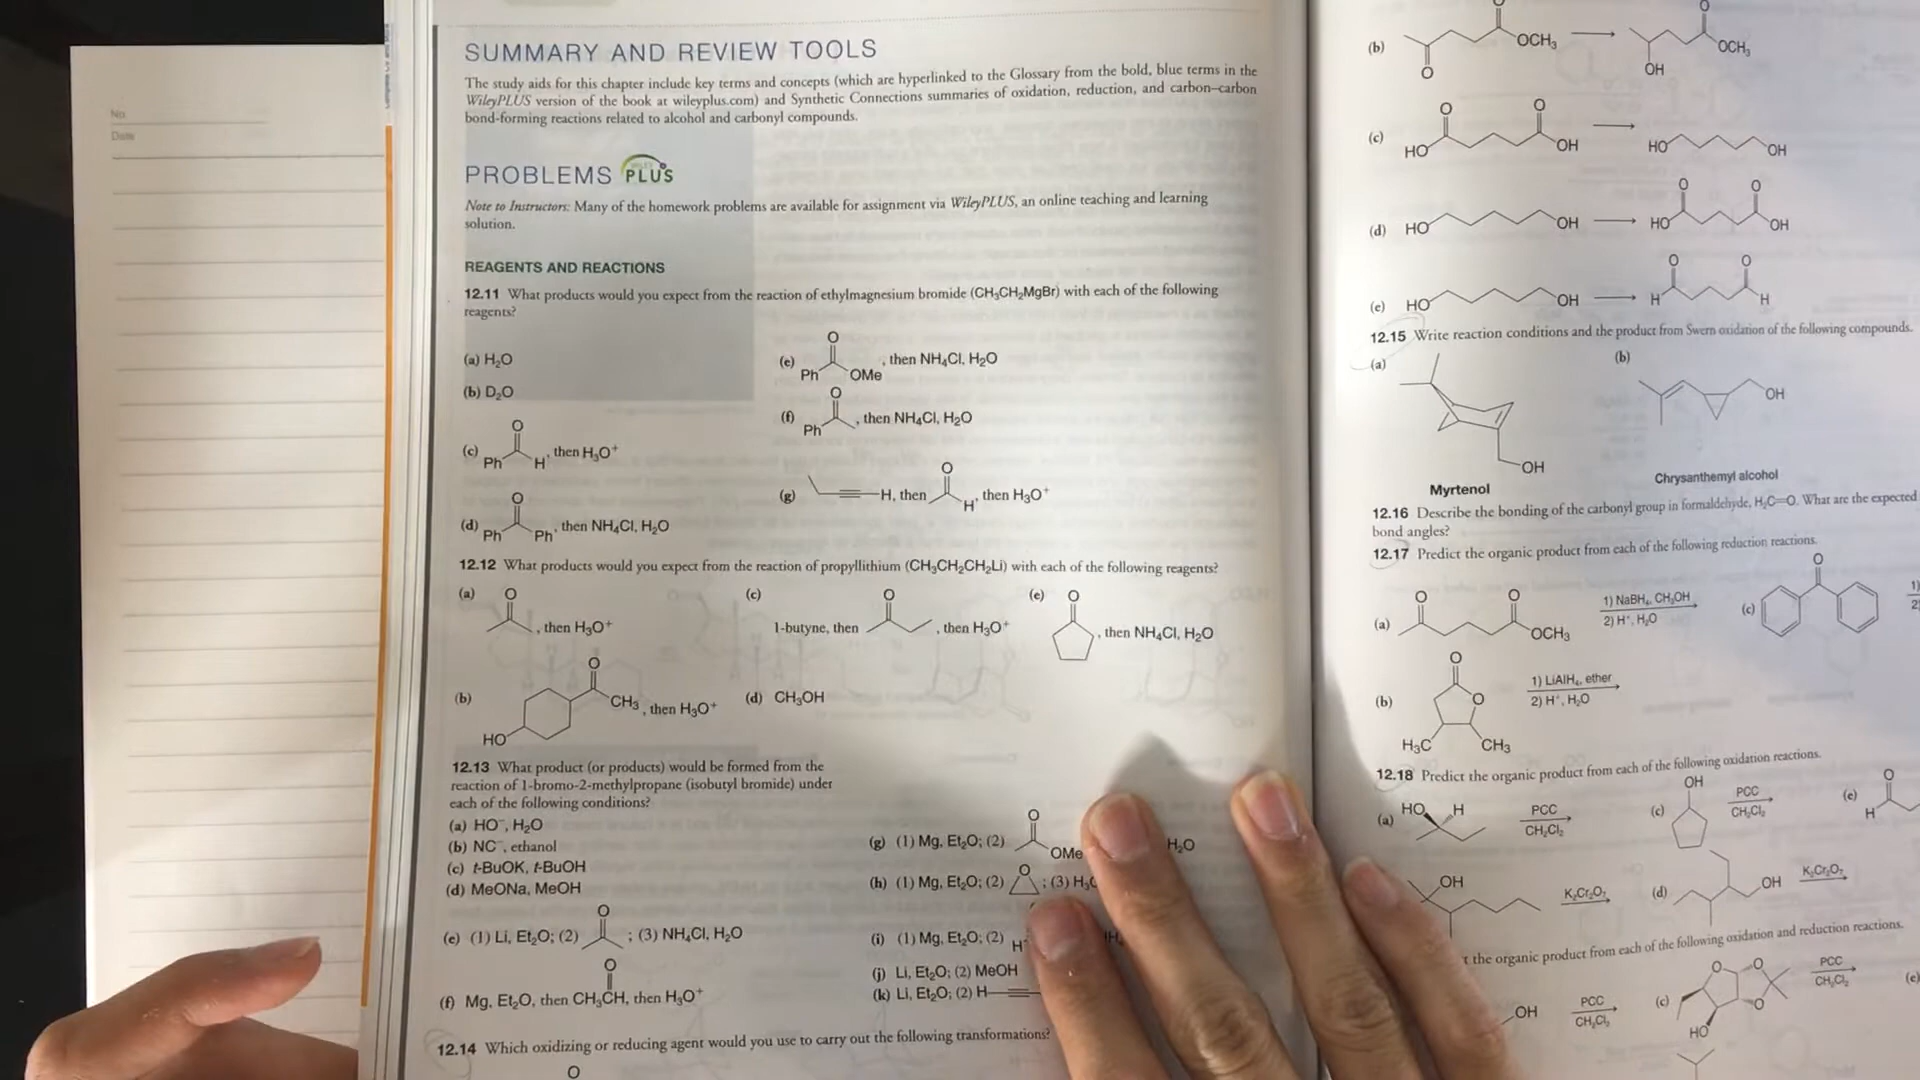 No.
Date
SUMMARY AND REVIEW TOOLS
The study aids for this chapter include key terms and concepts (which are hyperlinked to the Glossary from the bold, blue terms in the
WileyPLUS version of the book at wileyplus.com) and Synthetic Connections summaries of oxidation, reduction, and carbon–carbon
bond-forming reactions related to alcohol and carbonyl compounds.
PROBLEMS WILEY PLUS
Note to Instructors: Many of the homework problems are available for assignment via WileyPLUS, an online teaching and learning
solution.
REAGENTS AND REACTIONS
12.11 What products would you expect from the reaction of ethylmagnesium bromide (CH₃CH₂MgBr) with each of the following
reagents?
(a) H₂O
(b) D₂O
(c) Ph O H, then H₃O⁺
(d) Ph O Ph, then NH₄Cl, H₂O
(e) Ph O OMe, then NH₄Cl, H₂O
(f) Ph O, then NH₄Cl, H₂O
(g) H, then O H, then H₃O⁺
12.12 What products would you expect from the reaction of propyllithium (CH₃CH₂CH₂Li) with each of the following reagents?
(a) O, then H₃O⁺
(b) HO O CH₃, then H₃O⁺
(c) 1-butyne, then O, then H₃O⁺
(d) CH₃OH
(e) O, then NH₄Cl, H₂O
12.13 What product (or products) would be formed from the
reaction of 1-bromo-2-methylpropane (isobutyl bromide) under
each of the following conditions?
(a) HO⁻, H₂O
(b) NC⁻, ethanol
(c) t-BuOK, t-BuOH
(d) MeONa, MeOH
(e) (1) Li, Et₂O; (2) O; (3) NH₄Cl, H₂O
(f) Mg, Et₂O, then CH₃CH O, then H₃O⁺
(g) (1) Mg, Et₂O; (2) O OMe H₂O
(h) (1) Mg, Et₂O; (2) O; (3)
(i) (1) Mg, Et₂O; (2) H
(j) Li, Et₂O; (2) MeOH
(k) Li, Et₂O; (2) H
12.14 Which oxidizing or reducing agent would you use to carry out the following transformations?
O
(b) O O OCH₃ OH O OCH₃
(c) HO O O OH HO OH
(d) HO OH HO O O OH
(e) HO OH H O O H
12.15 Write reaction conditions and the product from Swern oxidation of the following compounds.
(a) OH
Myrtenol
(b) OH
Chrysanthemyl alcohol
12.16 Describe the bonding of the carbonyl group in formaldehyde, H₂C=O. What are the expected
bond angles?
12.17 Predict the organic product from each of the following reduction reactions.
(a) O O OCH₃ 1) NaBH₄, CH₃OH 2) H⁺, H₂O
(b) O O H₃C CH₃ 1) LiAlH₄, ether 2) H⁺, H₂O
(c) O 1) 2)
12.18 Predict the organic product from each of the following oxidation reactions.
(a) HO H PCC CH₂Cl₂
OH K₂Cr₂O₇
(c) OH PCC CH₂Cl₂
(d) OH K₂Cr₂O₇
(e) O H
the organic product from each of the following oxidation and reduction reactions.
OH PCC CH₂Cl₂
(c) O O O HO PCC CH₂Cl₂
(e)